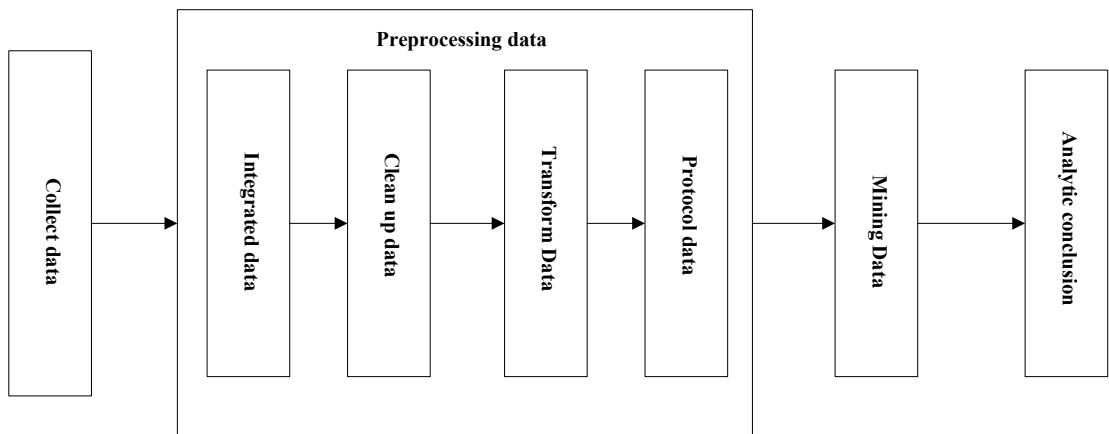 Preprocessing data
Collect data
Integrated data
Clean up data
Transform Data
Protocol data
Mining Data
Analytic conclusion